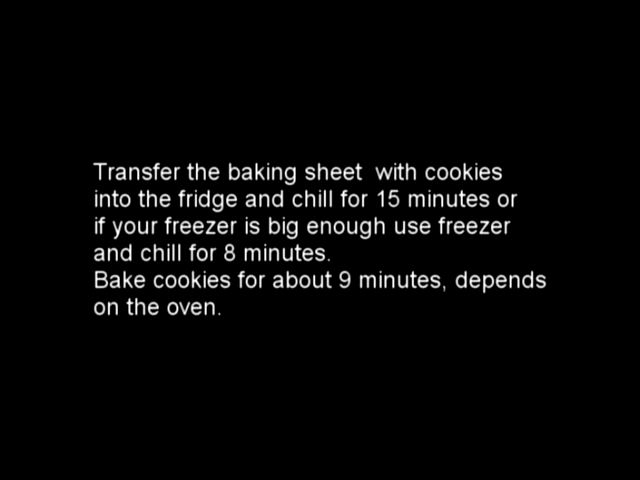 Transfer the baking sheet  with cookies
into the fridge and chill for 15 minutes or
if your freezer is big enough use freezer
and chill for 8 minutes.
Bake cookies for about 9 minutes, depends
on the oven.